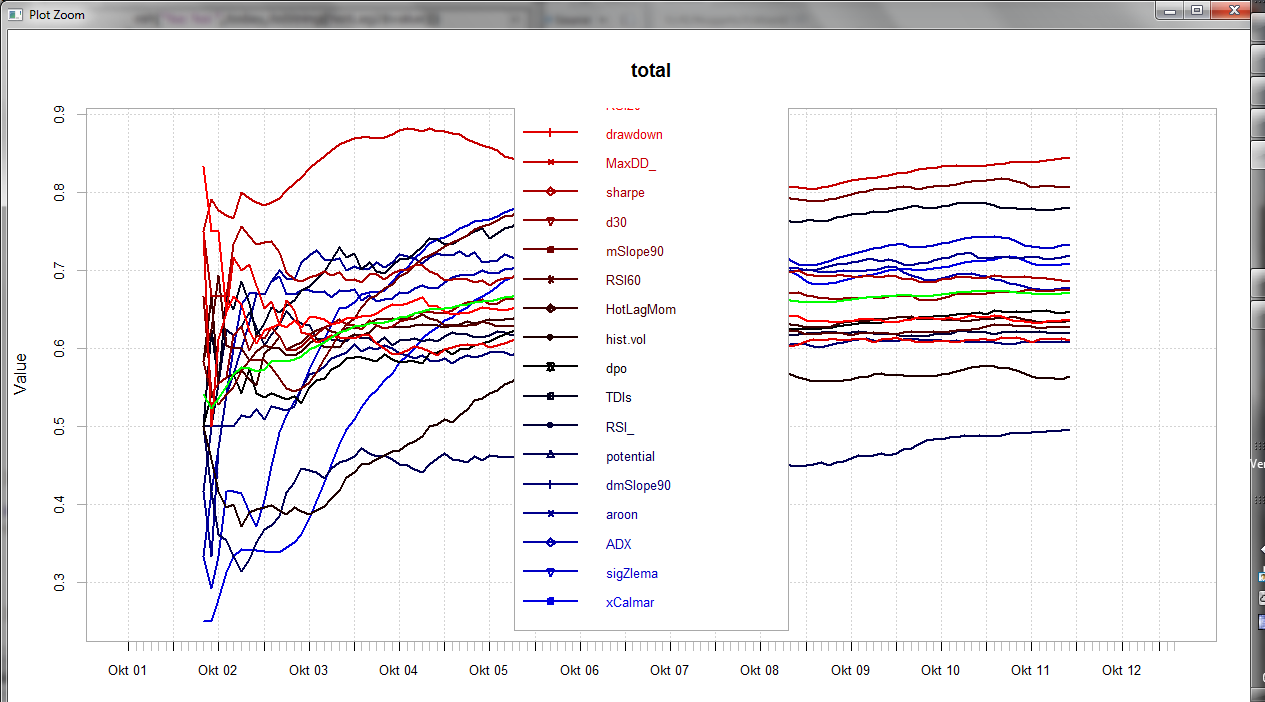 Plot Zoom
total
Value
0.9
0.8
0.7
0.6
0.5
0.4
0.3
drawdown
MaxDD_
sharpe
d30
mSlope90
RSI60
HotLagMom
hist.vol
dpo
TDIs
RSI_
potential
dmSlope90
aroon
ADX
sigZlema
xCalmar
Okt 01 Okt 02 Okt 03 Okt 04 Okt 05 Okt 06 Okt 07 Okt 08 Okt 09 Okt 10 Okt 11 Okt 12